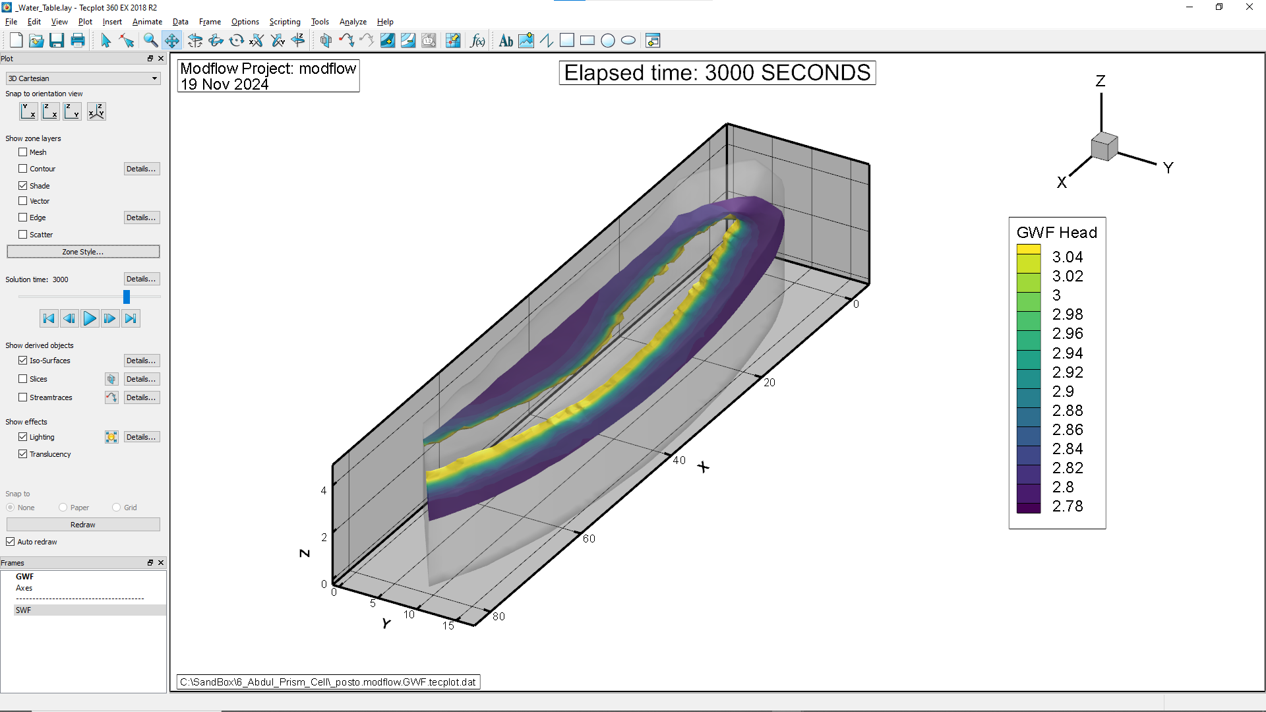 _Water_Table.lay - Tecplot 360 EX 2018 R2
File Edit View Plot Insert Animate Data Frame Options Scripting Tools Analyze Help
Plot
3D Cartesian
Snap to orientation view
Show zone layers
Mesh
Contour Details...
Shade
Vector
Edge Details...
Scatter
Zone Style...
Solution time: 3000 Details...
Show derived objects
Iso-Surfaces Details...
Slices Details...
Streamtraces Details...
Show effects
Lighting Details...
Translucency
Snap to
None Paper Grid
Redraw
Auto redraw
Frames
GWF
Axes
SWF
Modflow Project: modflow
19 Nov 2024
Elapsed time: 3000 SECONDS
Z
Y
X
GWF Head
3.04
3.02
3
2.98
2.96
2.94
2.92
2.9
2.88
2.86
2.84
2.82
2.8
2.78
0
20
40
X
60
80
4
2
0
Z
0
5
10
15
Y
C:\SandBox\6_Abdul_Prism_Cell\_posto.modflow.GWF.tecplot.dat